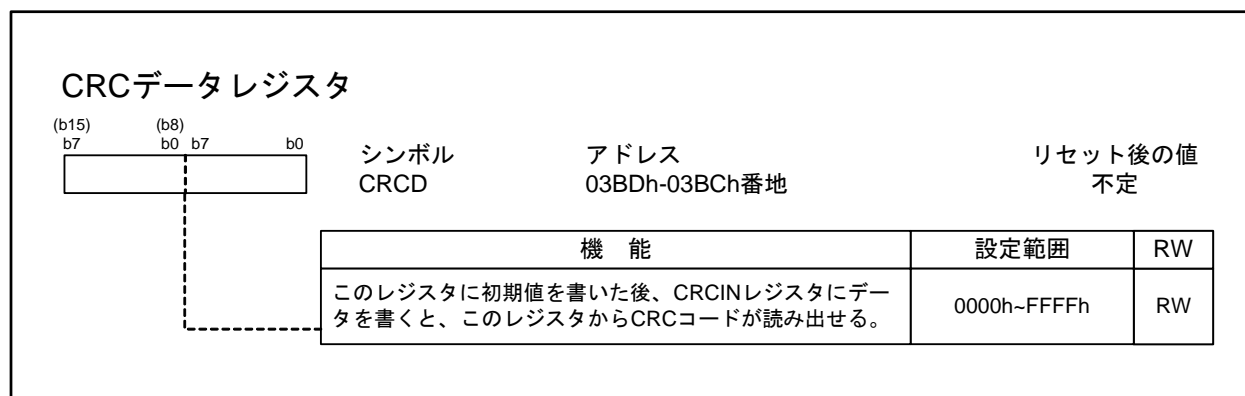 CRCデータレジスタ
(b15) (b8)
b7 b0 b7 b0
シンボル アドレス リセット後の値
CRCD 03BDh-03BCh番地 不定
機 能 設定範囲 RW
このレジスタに初期値を書いた後、CRCINレジスタにデー
タを書くと、このレジスタからCRCコードが読み出せる。
0000h~FFFFh RW